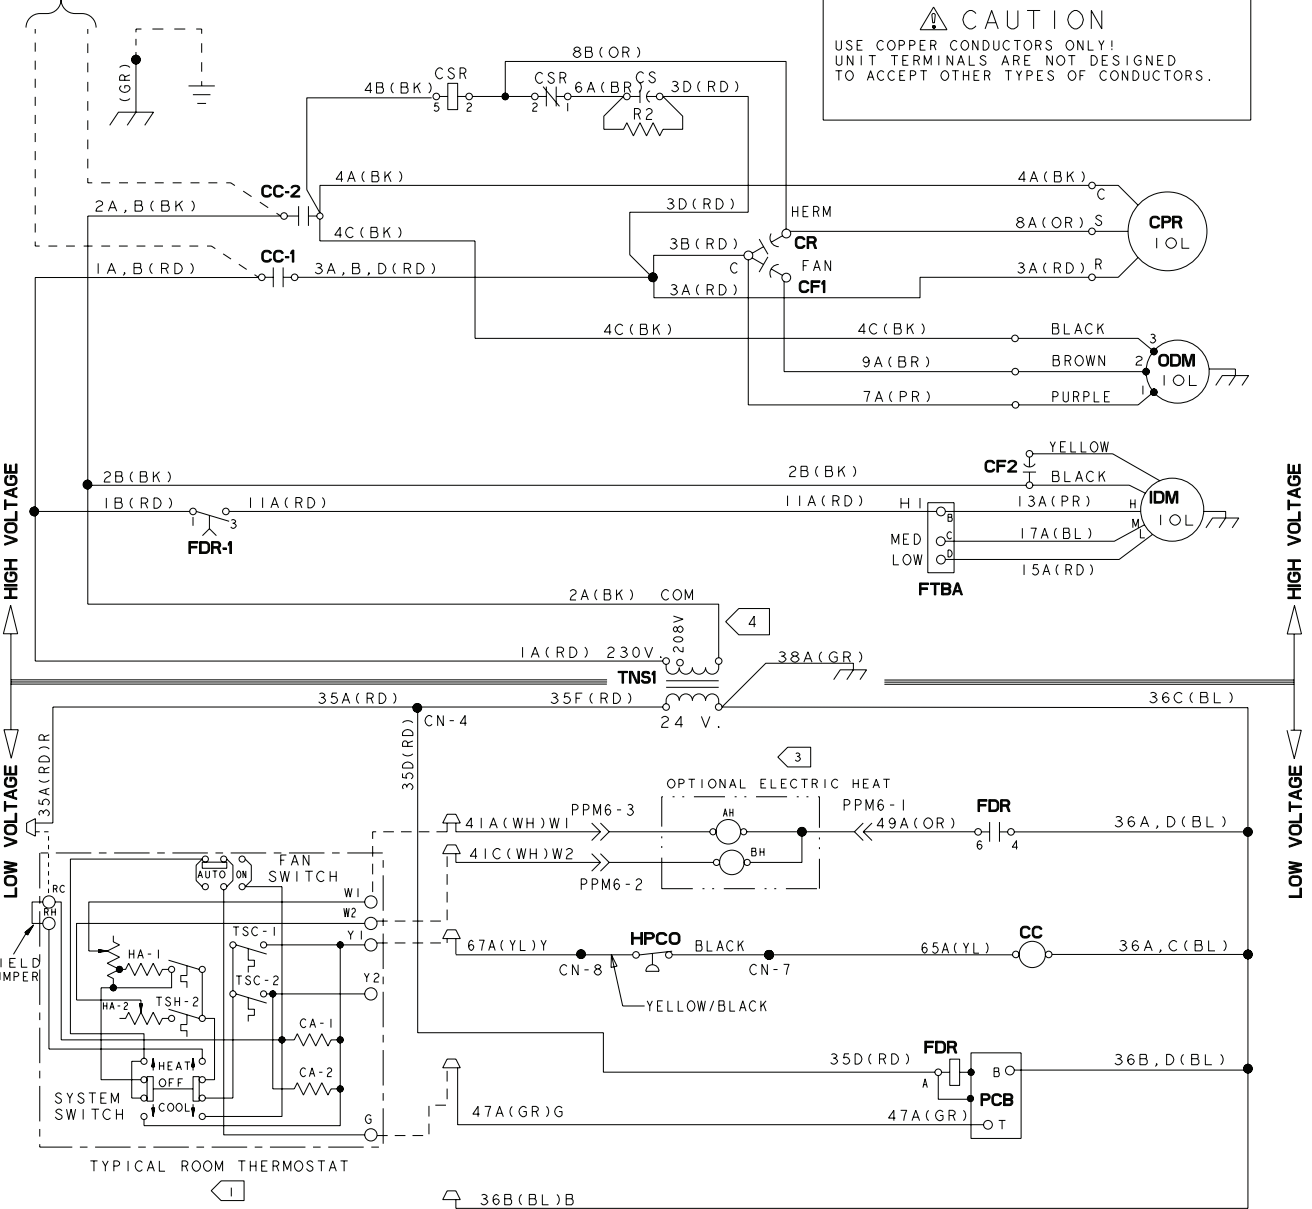 ⚠ CAUTION
USE COPPER CONDUCTORS ONLY!
UNIT TERMINALS ARE NOT DESIGNED
TO ACCEPT OTHER TYPES OF CONDUCTORS.
(GR)
8B(OR)
4B(BK)
CSR
5
2
CSR
2
1
6A(BR)
CS
3D(RD)
R2
CC-2
4A(BK)
4A(BK)
C
2A,B(BK)
3D(RD)
HERM
8A(OR)
S
CPR
IOL
4C(BK)
3B(RD)
CR
CC-1
1A,B(RD)
3A,B,D(RD)
C
FAN
3A(RD)
R
3A(RD)
CF1
4C(BK)
4C(BK)
BLACK
3
9A(BR)
BROWN
2
ODM
IOL
7A(PR)
PURPLE
1
HIGH VOLTAGE
HIGH VOLTAGE
YELLOW
CF2
2B(BK)
2B(BK)
BLACK
1B(RD)
11A(RD)
11A(RD)
HI
B
13A(PR)
H
IDM
IOL
1
3
FDR-1
MED
C
17A(BL)
M
LOW
D
15A(RD)
L
FTBA
2A(BK)
COM
208V
4
1A(RD)
230V.
TNS1
38A(GR)
35A(RD)
35F(RD)
24 V.
36C(BL)
CN-4
35A(RD)R
35D(RD)
LOW VOLTAGE
LOW VOLTAGE
3
OPTIONAL ELECTRIC HEAT
PPM6-3
AH
PPM6-1
FDR
41A(WH)W1
49A(OR)
6
4
36A,D(BL)
41C(WH)W2
BH
PPM6-2
FAN
SWITCH
AUTO
ON
RC
RH
W1
W2
Y1
TSC-1
67A(YL)Y
HPCO
BLACK
65A(YL)
CC
36A,C(BL)
CN-8
CN-7
IELD
UMPER
HA-1
TSC-2
Y2
YELLOW/BLACK
HA-2
TSH-2
CA-1
HEAT
OFF
COOL
CA-2
SYSTEM
SWITCH
G
35D(RD)
FDR
A
B
36B,D(BL)
PCB
47A(GR)G
47A(GR)
T
TYPICAL ROOM THERMOSTAT
1
36B(BL)B